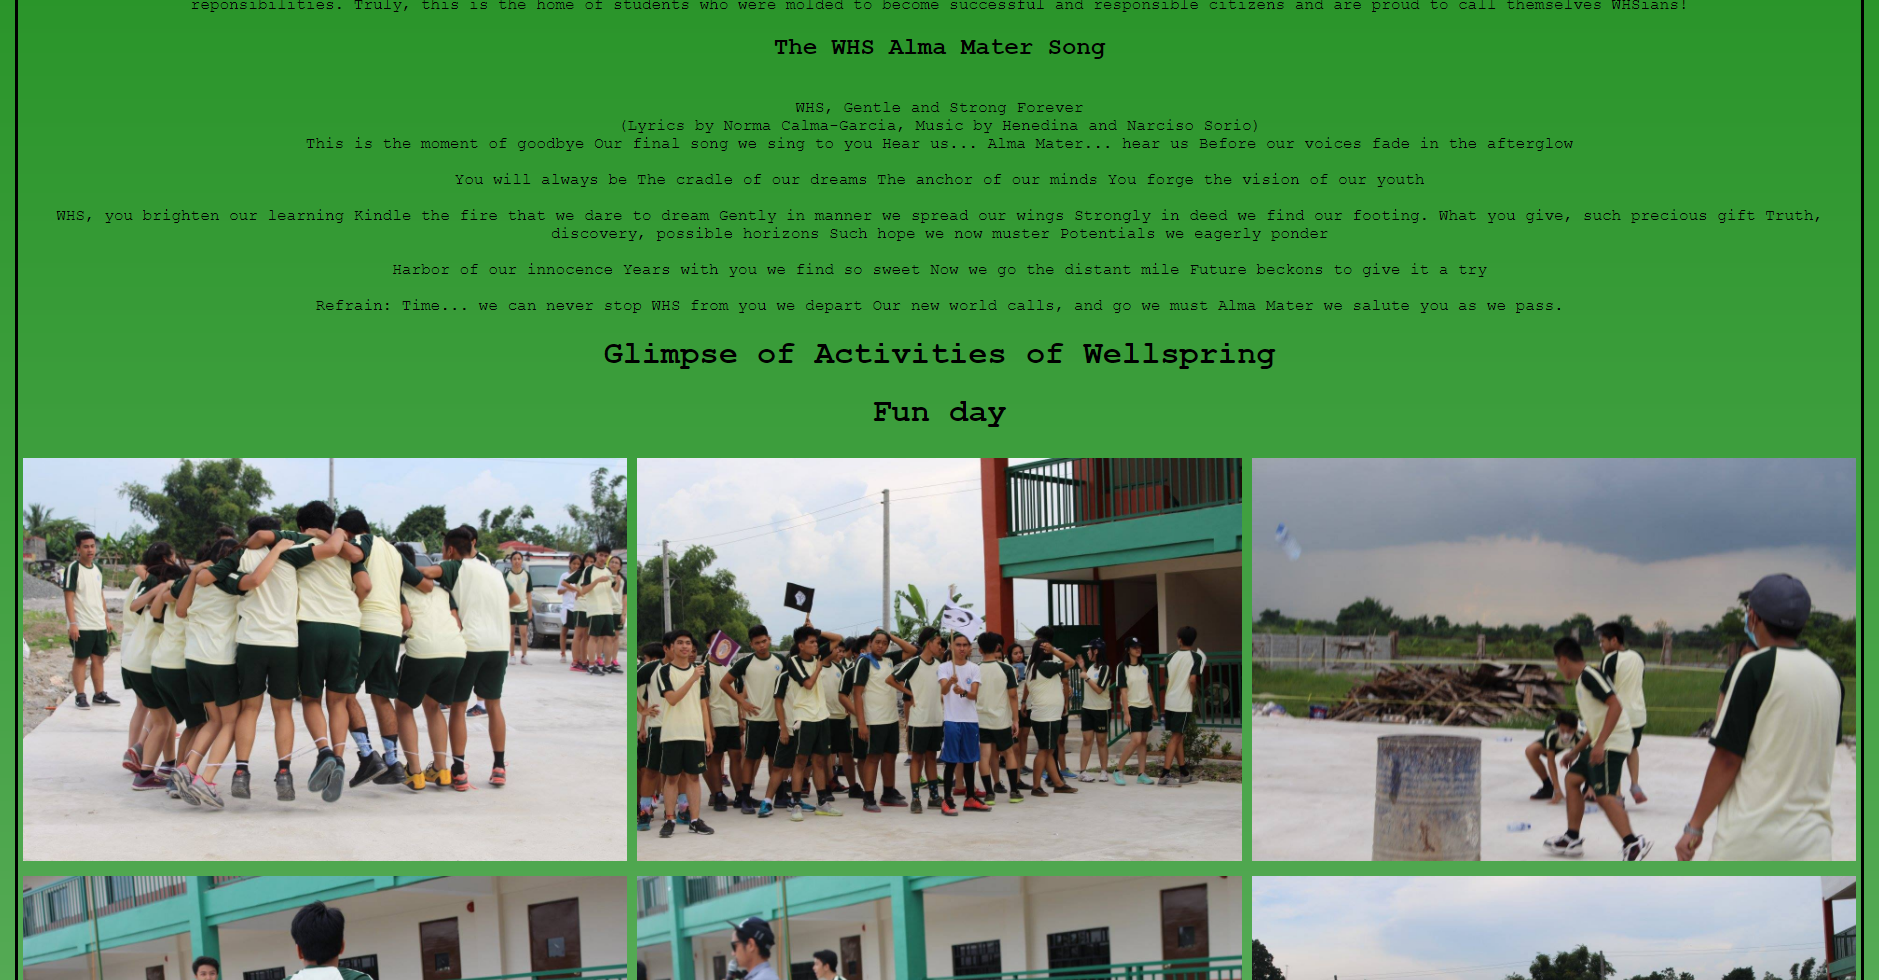 reponsibilities. Truly, this is the home of students who were molded to become successful and responsible citizens and are proud to call themselves WHSians!
The WHS Alma Mater Song
WHS, Gentle and Strong Forever
(Lyrics by Norma Calma-Garcia, Music by Henedina and Narciso Sorio)
This is the moment of goodbye Our final song we sing to you Hear us... Alma Mater... hear us Before our voices fade in the afterglow
You will always be The cradle of our dreams The anchor of our minds You forge the vision of our youth
WHS, you brighten our learning Kindle the fire that we dare to dream Gently in manner we spread our wings Strongly in deed we find our footing. What you give, such precious gift Truth,
discovery, possible horizons Such hope we now muster Potentials we eagerly ponder
Harbor of our innocence Years with you we find so sweet Now we go the distant mile Future beckons to give it a try
Refrain: Time... we can never stop WHS from you we depart Our new world calls, and go we must Alma Mater we salute you as we pass.
Glimpse of Activities of Wellspring
Fun day